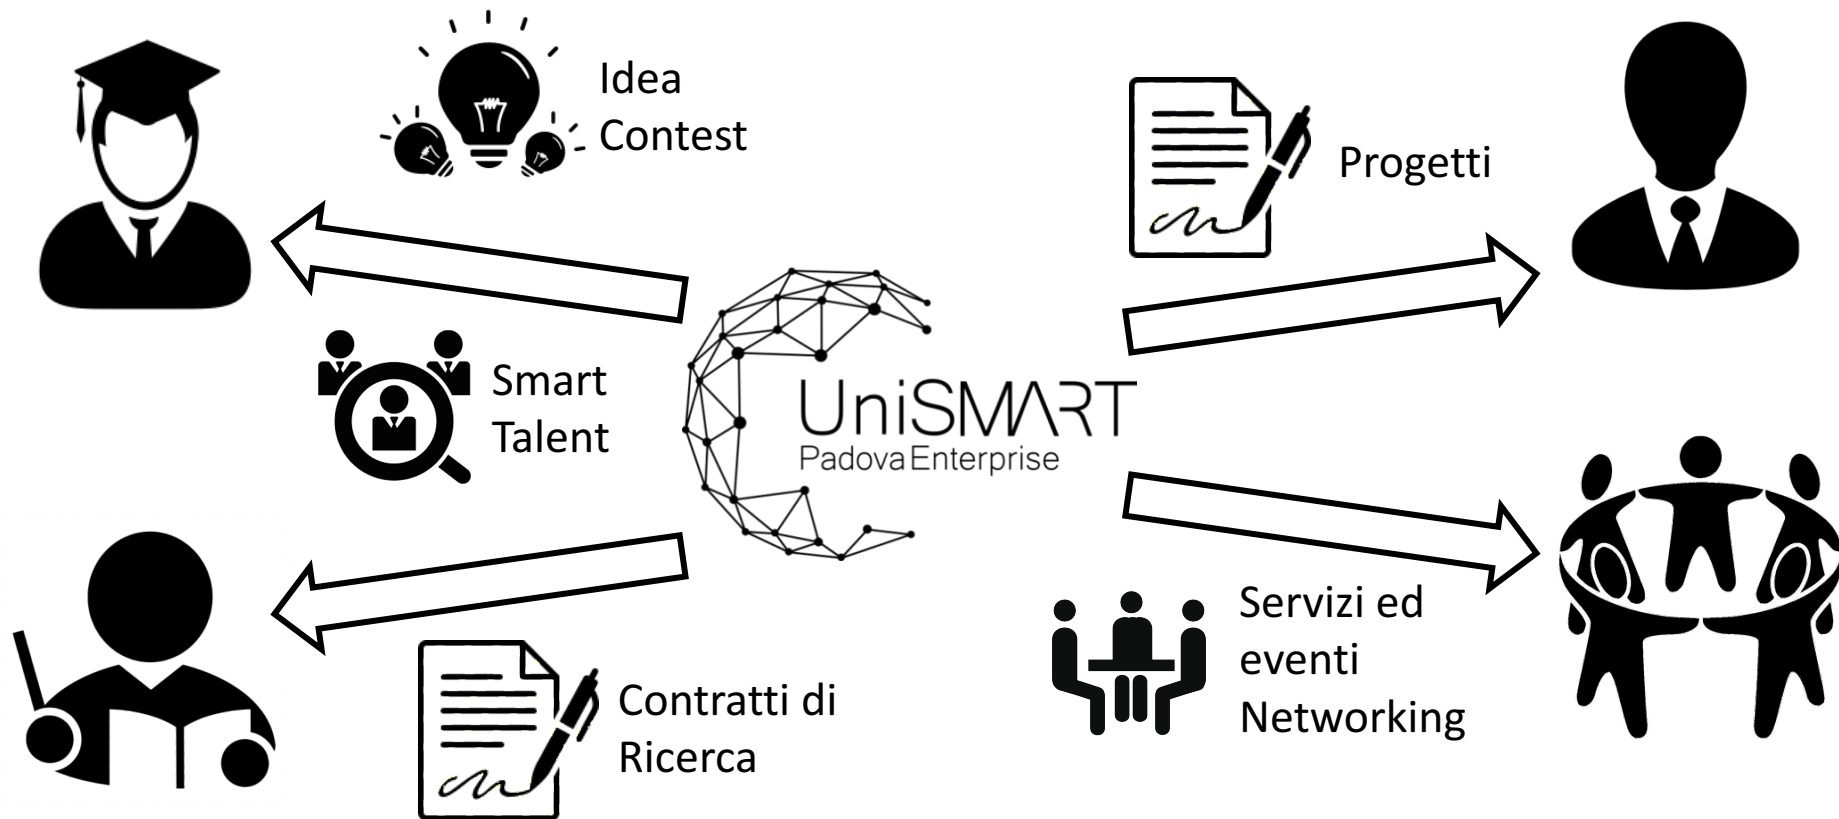 Idea
Contest
Progetti
Smart
Talent
UniSMART
Padova Enterprise
Servizi ed
eventi
Networking
Contratti di
Ricerca